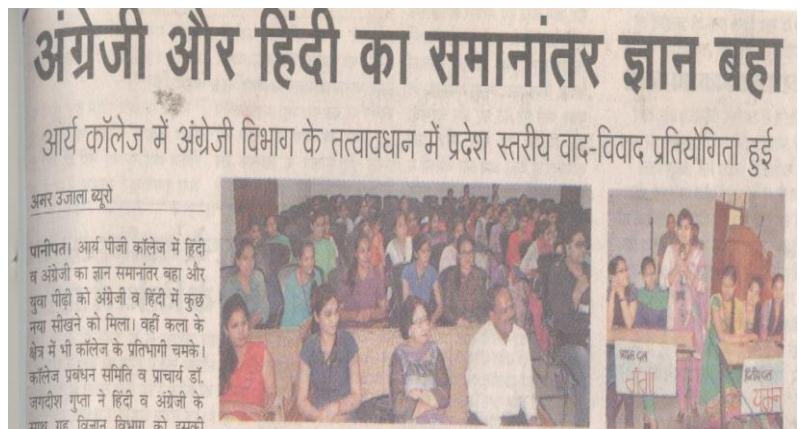 अंग्रेजी और हिंदी का समानांतर ज्ञान बहा
आर्य कॉलेज में अंग्रेजी विभाग के तत्वावधान में प्रदेश स्तरीय वाद-विवाद प्रतियोगिता हुई
अमर उजाला ब्यूरो
पानीपत। आर्य पीजी कॉलेज में हिंदी
व अंग्रेजी का ज्ञान समानांतर बहा और
युवा पीढ़ी को अंग्रेजी व हिंदी में कुछ
नया सीखने को मिला। वहीं कला के
क्षेत्र में भी कॉलेज के प्रतिभागी चमके।
कॉलेज प्रबंधन समिति व प्राचार्य डॉ.
जगदीश गुप्ता ने हिंदी व अंग्रेजी के
साथ गृह विज्ञान विभाग को इसकी
गंगा